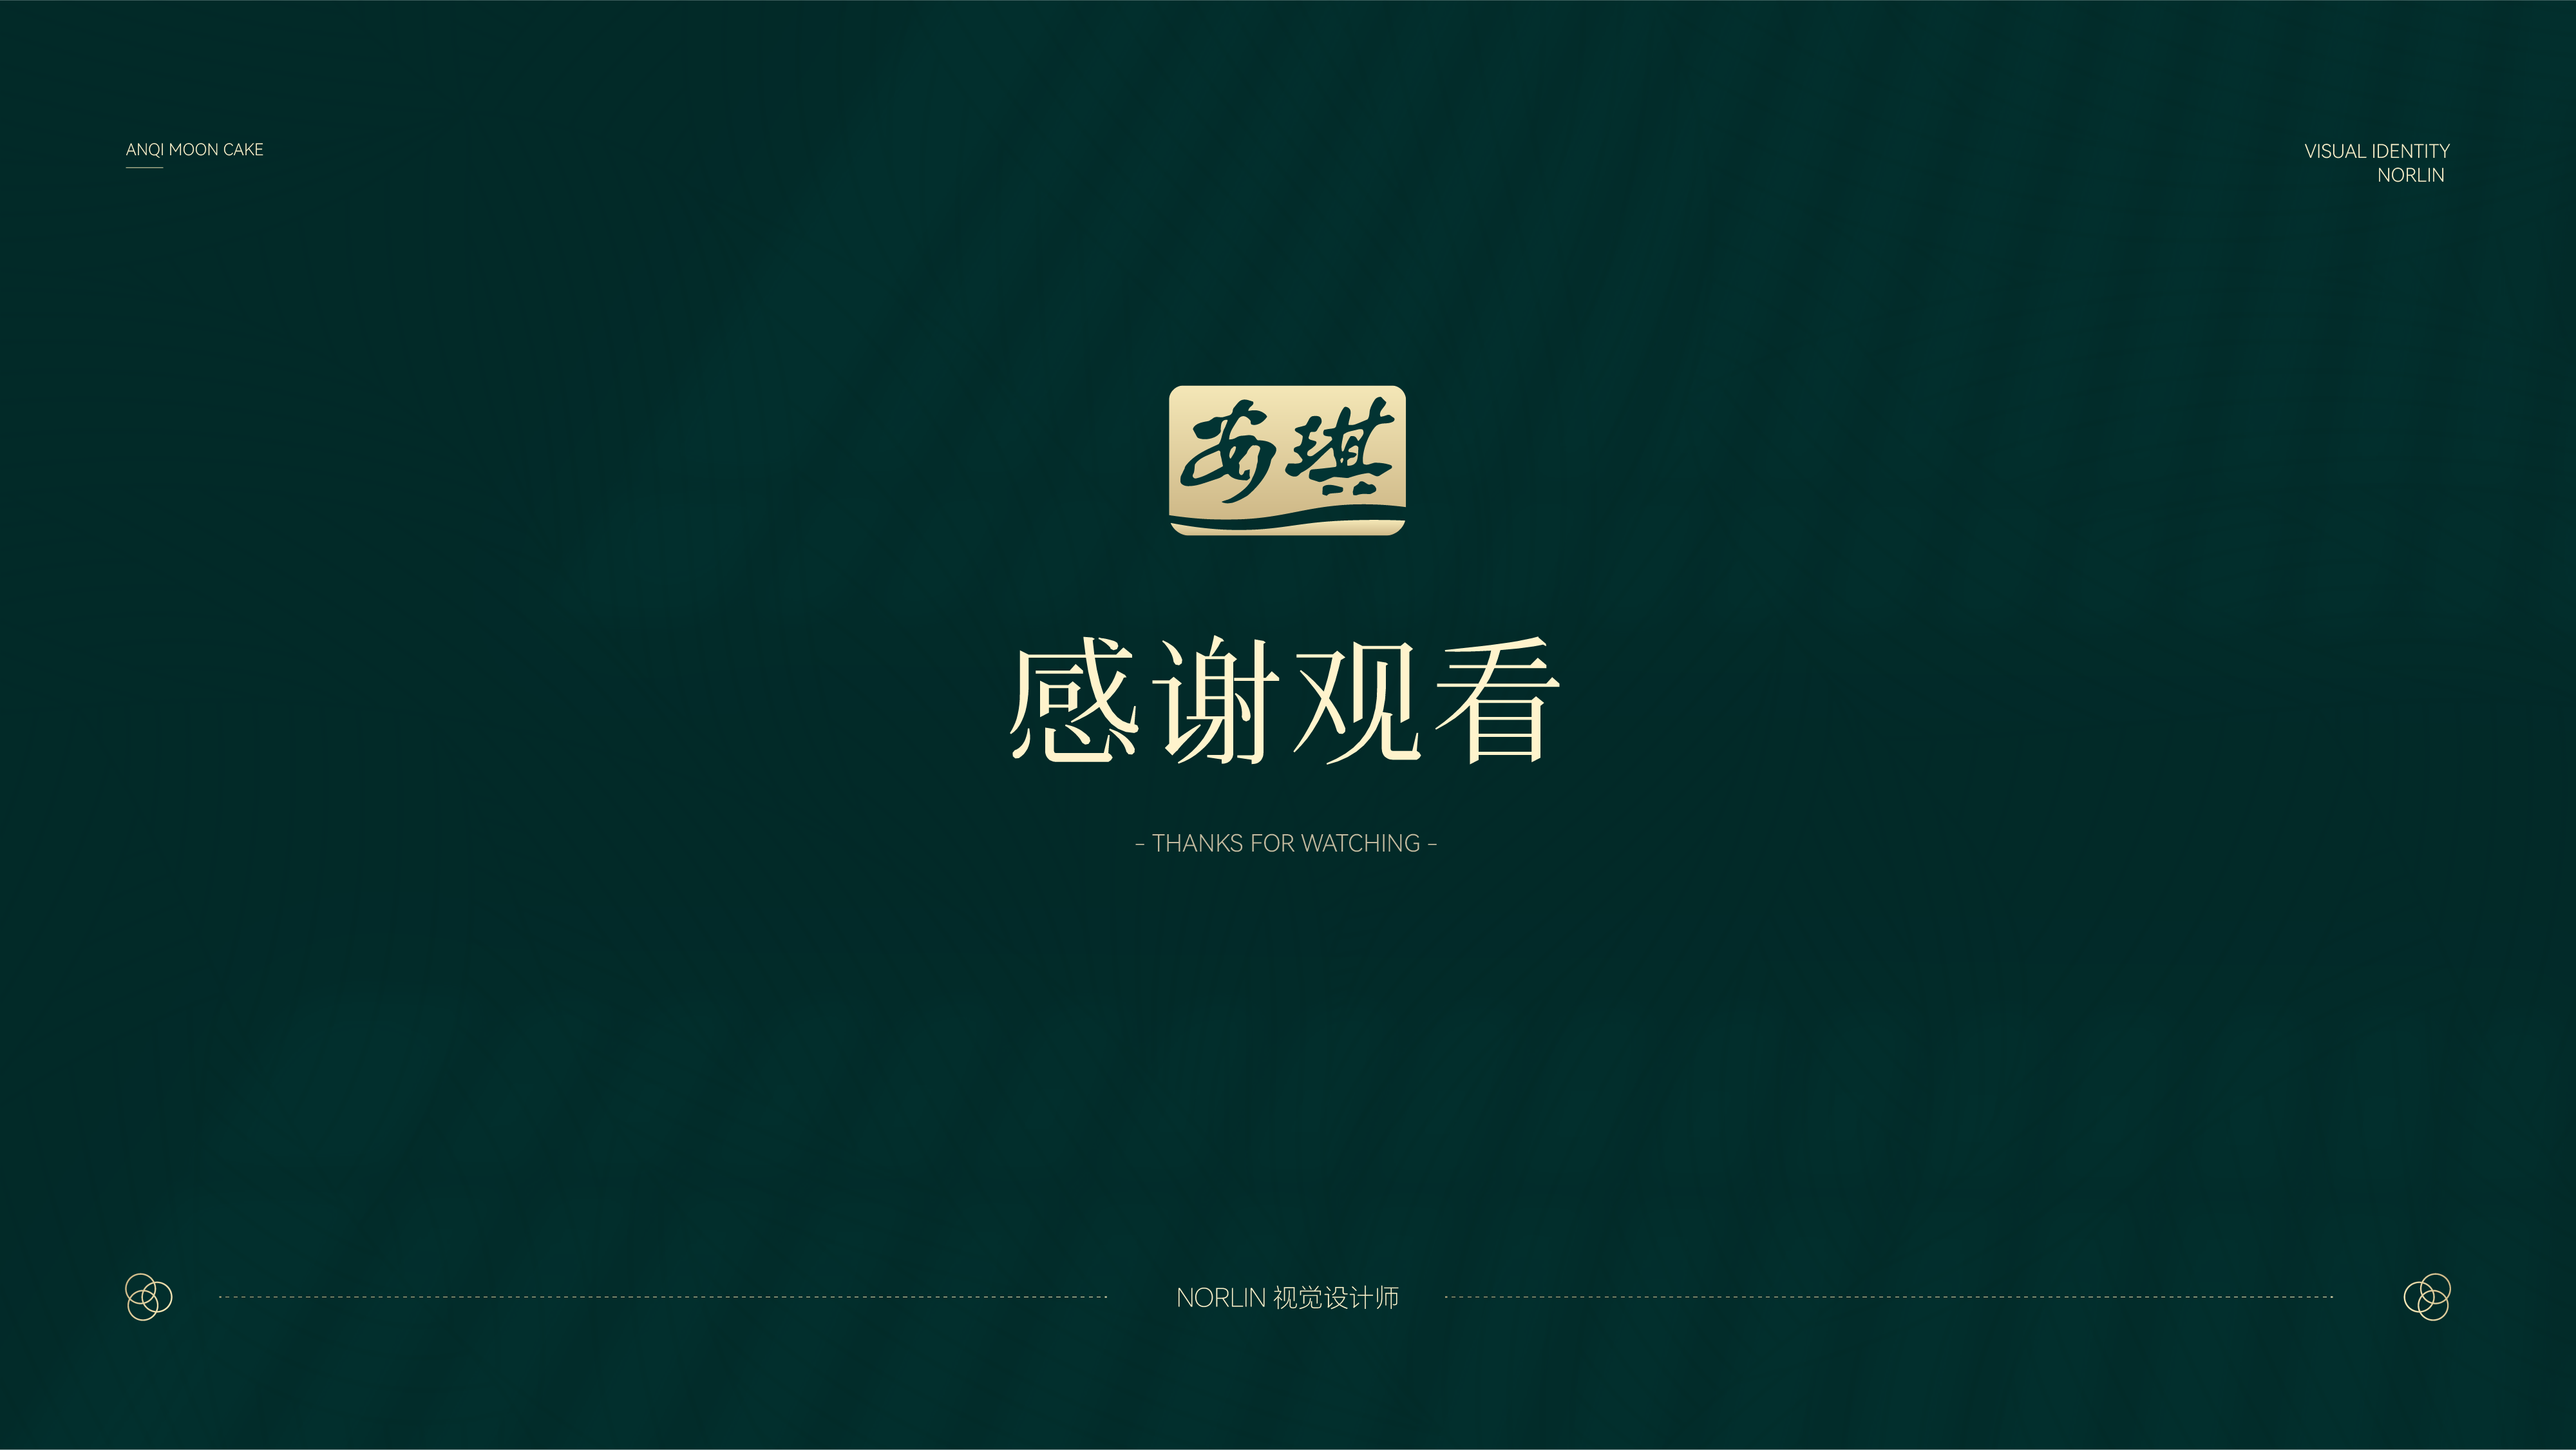 ANQI MOON CAKE
VISUAL IDENTITY
NORLIN
安琪
感谢观看
– THANKS FOR WATCHING –
NORLIN 视觉设计师